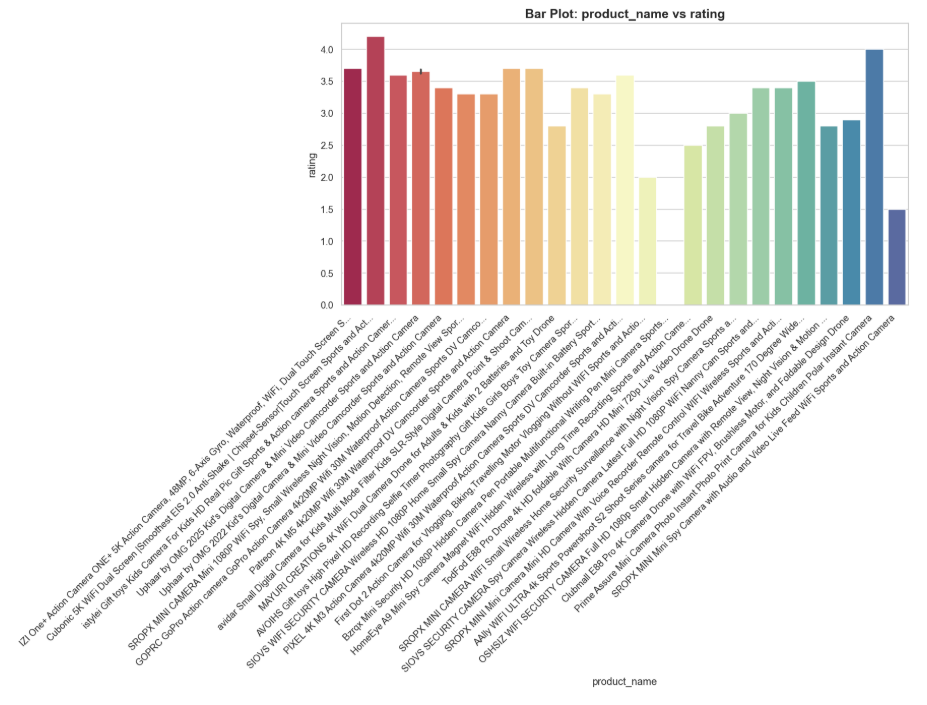 Bar Plot: product_name vs rating
rating
4.0
3.5
3.0
2.5
2.0
1.5
1.0
0.5
0.0
IZI One+ Action Camera ONE+ 5K Action Camera, 48MP, 6-Axis Gyro, Waterproof, WiFi, Dual Touch Screen S...
Cubonic 5K WiFi Dual Screen |Smoothest EIS 2.0 Anti-Shake | Chipset-Sensor|Touch Screen Sports and Act...
istyler Gift toys Kids Camera For Kids HD Real Pic Gift Sports & Action camera Sports and Action Camer...
Uphaar by OMG 2025 Kid's Digital Camera & Mini Video Camcorder Sports and Action Camera
Uphaar by OMG 2022 Kid's Digital Camera & Mini Video Camcorder Sports and Action Camera
SROPX MINI CAMERA Min 1080P WiFi Spy, Small Wireless Night Vision, Motion Detection, Remote View Spor...
GOPRC GoPro Action camera GoPro Action Camera 4k20MP Wifi 30M Waterproof Action Camera Sports DV Camco...
Patreon 4K M5 4k20MP Wifi 30M Waterproof DV Camcorder Sports and Action Camera
avidar Small Digital Camera for Kids Multi Mode Filter Kids SLR-Style Digital Camera Point & Shoot Cam...
MAYURI CREATIONS 4K WiFi Dual Camera Drone for Adults & Kids with 2 Batteries and Toy Drone
AVOIHS Gift toys High Pixel HD Recording Selfie Timer Photography Gift Kids Girls Boys Toy Camera Spor...
SIOVS WIFI SECURITY CAMERA Wireless HD 1080P Home Small Spy Camera Nanny Camera Built-in Battery Sport...
PIXEL 4K M3 Action Camera 4k20MP Wifi 30M Waterproof Action Camera Sports DV Camcorder Sports and Acti...
First Dot 2 Action Camera for Vlogging, Biking,Travelling Motor Vlogging Without WIFI Sports and Actio...
Bzrqx Mini Security HD 1080P Hidden Camera Pen Portable Multifunctional Writing Pen Mini Camera Sports...
HomeEye A9 Mini Spy Camera Magnet WiFi Hidden Wireless with Long Time Recording Sports and Action Came...
TodFod E88 Pro Drone 4K HD foldable With Camera HD Mini 720p Live Video Drone
SROPX MINI CAMERA WIFI Small Wireless Home Security Surveillance with Night Vision Spy Camera Sports a...
SIOVS SECURITY CAMERA Spy Camera Wireless Hidden Camera Latest Full HD 1080P WiFi Nanny Cam Sports and...
SROPX MINI Mini Camera Mini HD Camera With Voice Recorder Remote Control WIFI Wireless Sports and Acti...
AAlly WIFI ULTRA 4k Sports Powershoot S2 Shoot Series camera for Travel Bike Adventure 170 Degree Wide...
OSHSIZ WIFI SECURITY CAMERA Full HD 1080p Smart Hidden Camera with Remote View, Night Vision & Motion ...
Clubmall E88 Pro 4K Camera Drone with WiFi FPV, Brushless Motor, and Foldable Design Drone
Prime Assure Mini Camera Photo Instant Photo Print Camera for Kids Children Polar Instant Camera
SROPX MINI Mini Spy Camera with Audio and Video Live Feed WiFi Sports and Action Camera
product_name